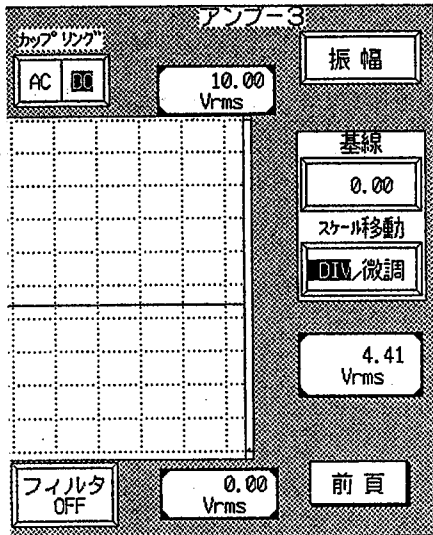 アンプー3
カップリング
AC DC
10.00
Vrms
振幅
基線
0.00
スケール移動
DIV/微調
4.41
Vrms
フィルタ
OFF
0.00
Vrms
前頁